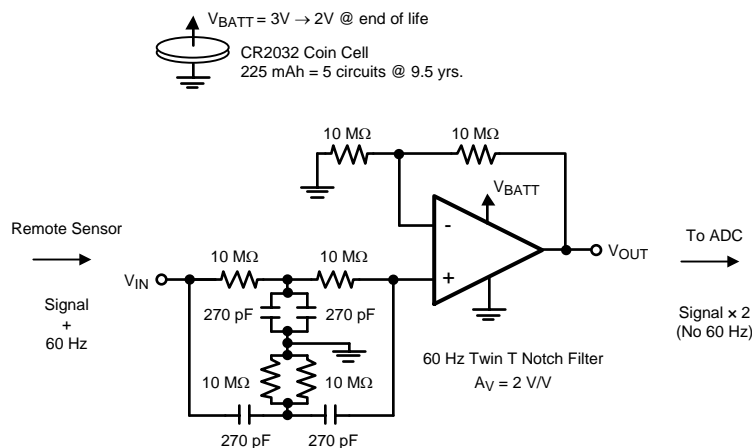 VBATT = 3V → 2V @ end of life
CR2032 Coin Cell
225 mAh = 5 circuits @ 9.5 yrs.
10 MΩ
10 MΩ
VBATT
-
+
VOUT
Remote Sensor
Signal
+
60 Hz
To ADC
Signal × 2
(No 60 Hz)
VIN
10 MΩ
10 MΩ
270 pF
270 pF
10 MΩ
10 MΩ
270 pF
270 pF
60 Hz Twin T Notch Filter
AV = 2 V/V